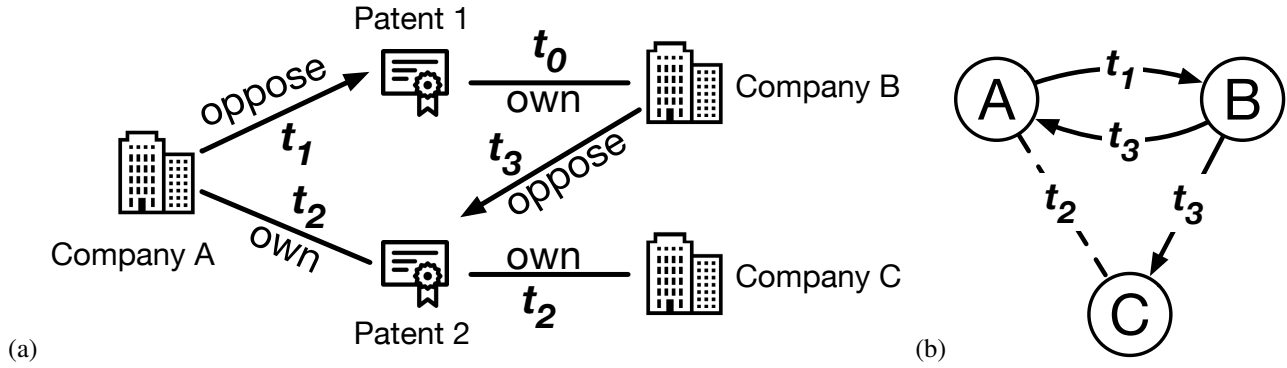 Patent 1
oppose
t₀
own
Company B
t₁
t₃
oppose
t₂
own
Company A
own
t₂
Company C
Patent 2
(a)
A
B
C
t₁
t₃
t₂
t₃
(b)